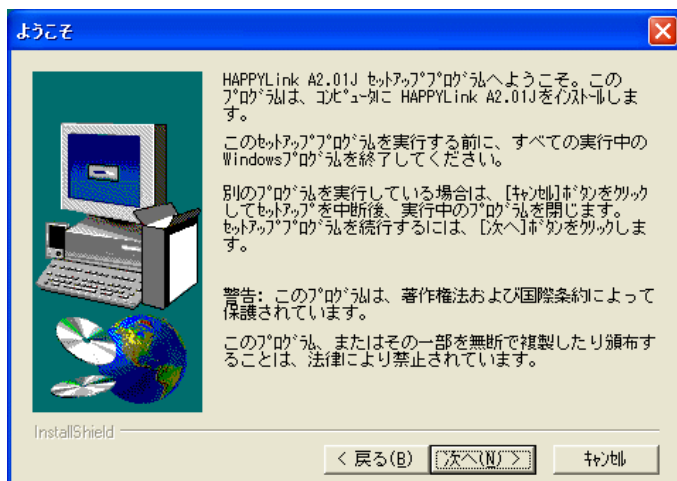 ようこそ
HAPPYLink A2.01J ｾｯﾄｱｯﾌﾟﾌﾟﾛｸﾞﾗﾑへようこそ。この
ﾌﾟﾛｸﾞﾗﾑは、ｺﾝﾋﾟｭｰﾀに HAPPYLink A2.01Jをｲﾝｽﾄｰﾙしま
す。
このｾｯﾄｱｯﾌﾟﾌﾟﾛｸﾞﾗﾑを実行する前に、すべての実行中の
Windowsﾌﾟﾛｸﾞﾗﾑを終了してください。
別のﾌﾟﾛｸﾞﾗﾑを実行している場合は、[ｷｬﾝｾﾙ]ﾎﾞﾀﾝをｸﾘｯｸ
してｾｯﾄｱｯﾌﾟを中断後、実行中のﾌﾟﾛｸﾞﾗﾑを閉じます。
ｾｯﾄｱｯﾌﾟﾌﾟﾛｸﾞﾗﾑを続行するには、[次へ]ﾎﾞﾀﾝをｸﾘｯｸしま
す。
警告: このﾌﾟﾛｸﾞﾗﾑは、著作権法および国際条約によって
保護されています。
このﾌﾟﾛｸﾞﾗﾑ、またはその一部を無断で複製したり頒布す
ることは、法律により禁止されています。
InstallShield
< 戻る(B) 次へ(N) > ｷｬﾝｾﾙ